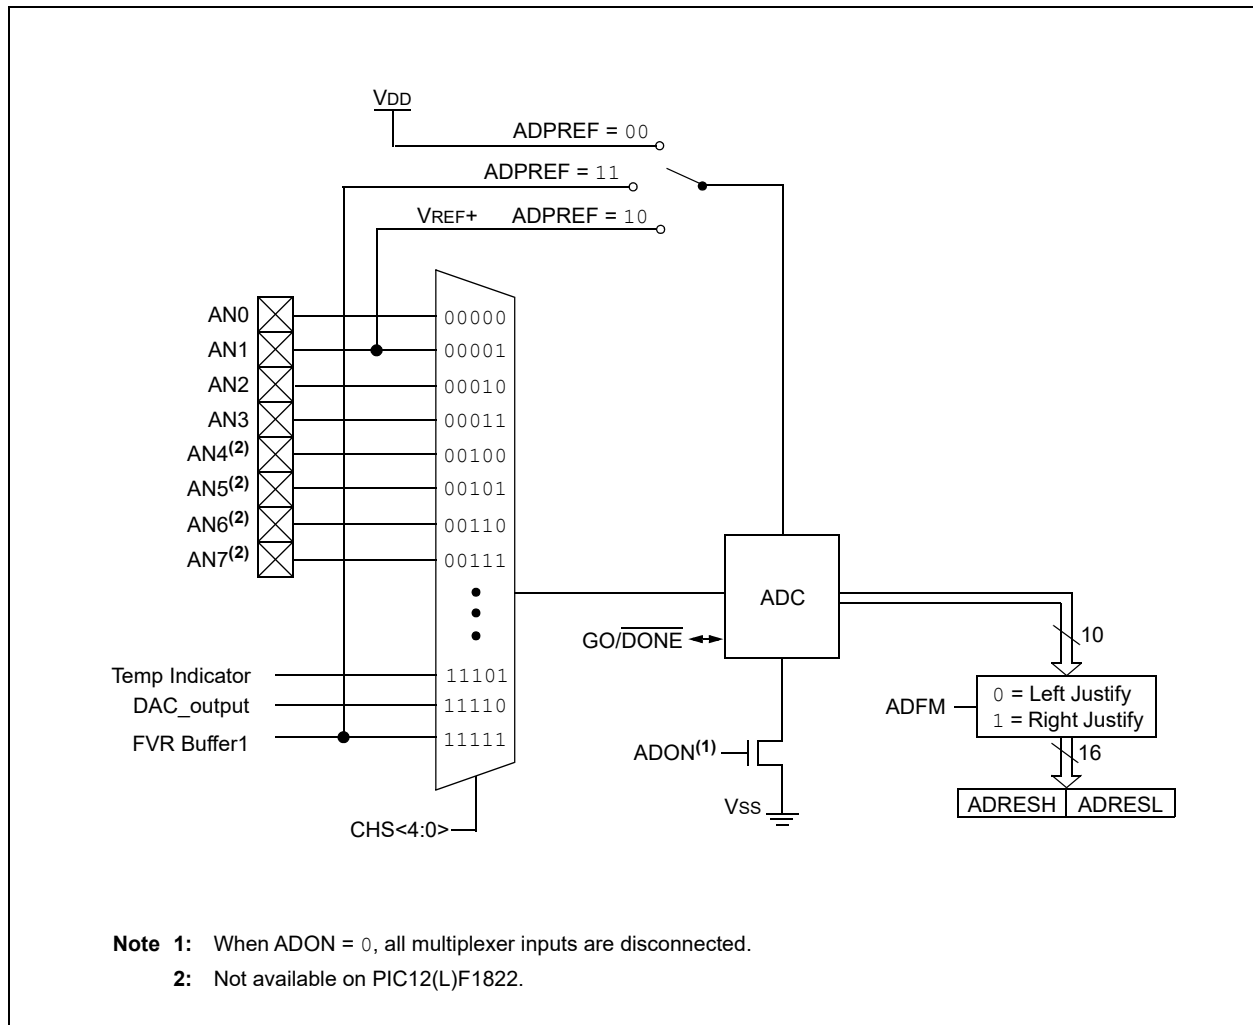 VDD
ADPREF = 00
ADPREF = 11
VREF+ ADPREF = 10
AN0 00000
AN1 00001
AN2 00010
AN3 00011
AN4(2) 00100
AN5(2) 00101
AN6(2) 00110
AN7(2) 00111
ADC
GO/DONE
10
Temp Indicator 11101
DAC_output 11110
FVR Buffer1 11111
ADFM
0 = Left Justify
1 = Right Justify
ADON(1)
16
VSS
ADRESH ADRESL
CHS<4:0>
Note 1: When ADON = 0, all multiplexer inputs are disconnected.
2: Not available on PIC12(L)F1822.